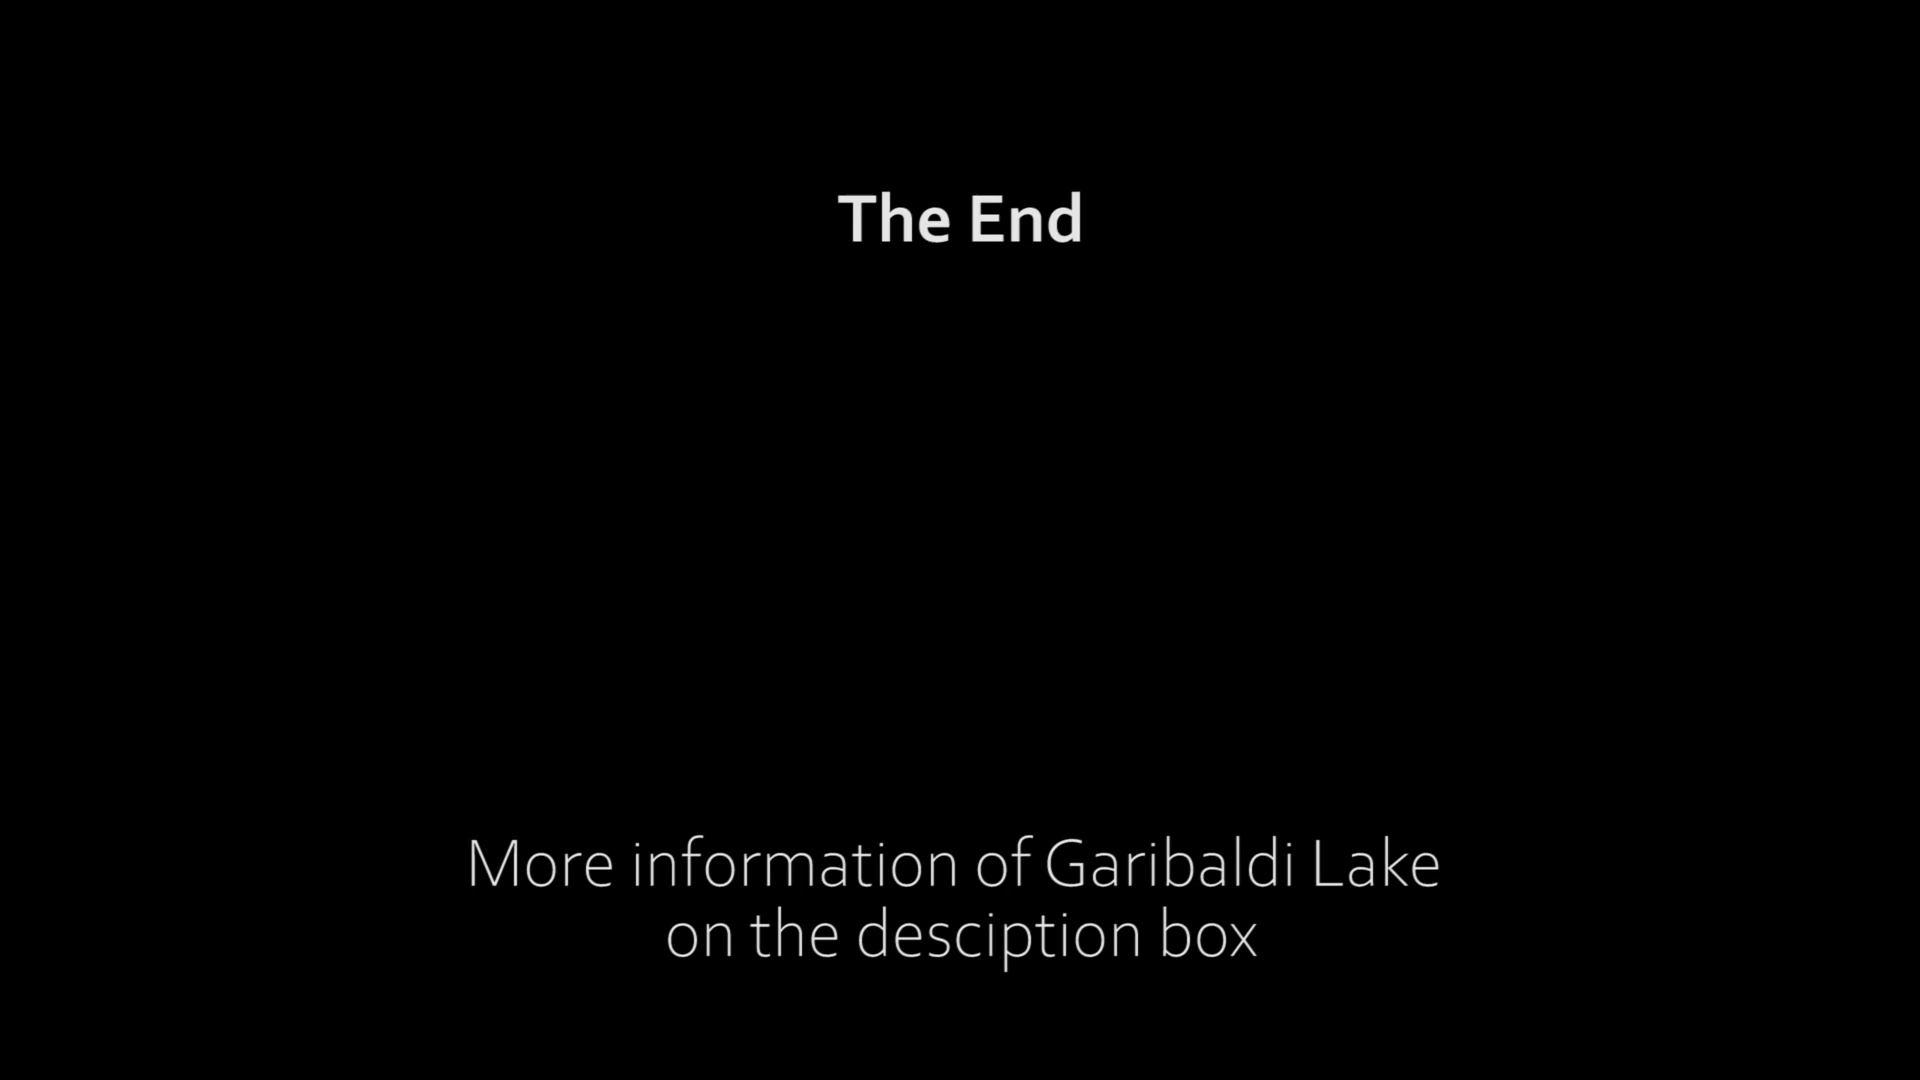 The End
More information of Garibaldi Lake
on the desciption box